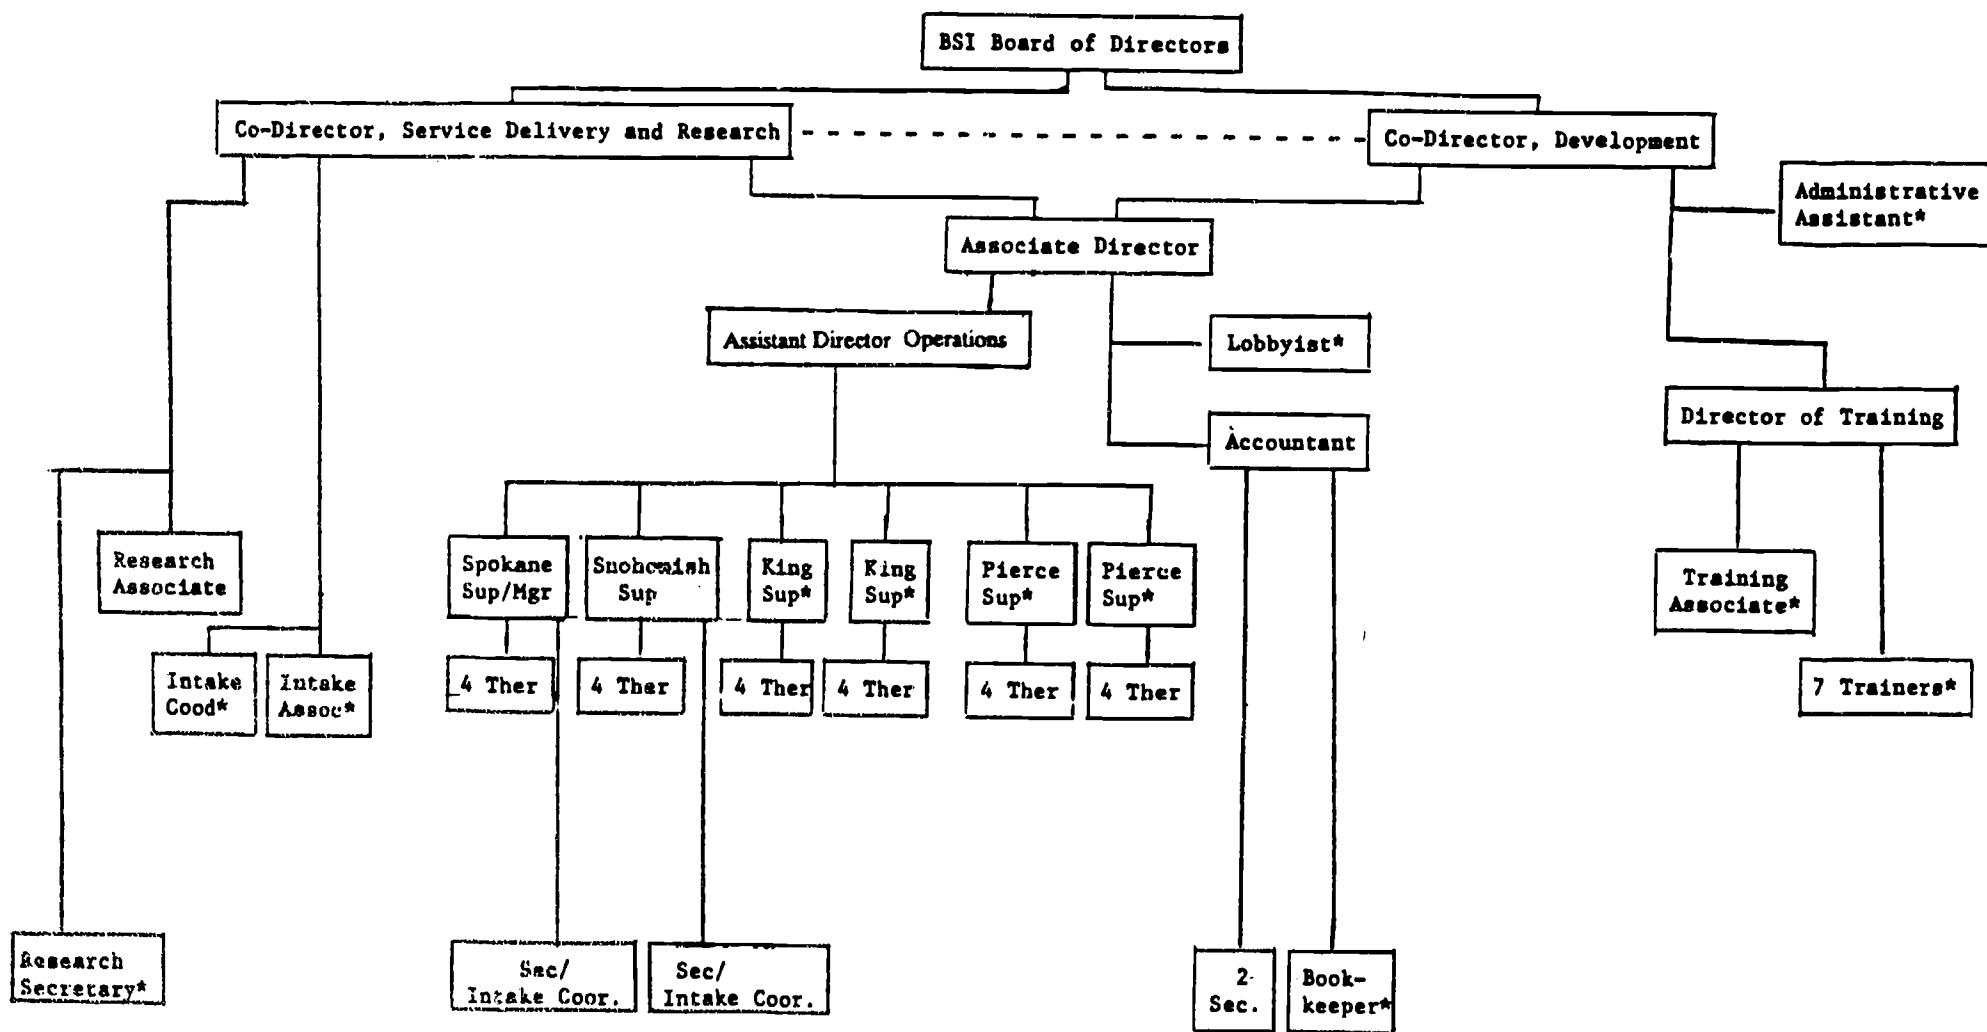 BSI Board of Directors
Co-Director, Service Delivery and Research
Co-Director, Development
Administrative
Assistant*
Associate Director
Assistant Director Operations
Lobbyist*
Director of Training
Accountant
Research
Associate
Spokane
Sup/Mgr
Snohomish
Sup
King
Sup*
King
Sup*
Pierce
Sup*
Pierce
Sup*
Training
Associate*
Intake
Cood*
Intake
Assoc*
4 Ther
4 Ther
4 Ther
4 Ther
4 Ther
4 Ther
7 Trainers*
Research
Secretary*
Sec/
Intake Coor.
Sec/
Intake Coor.
2
Sec.
Book-
keeper*